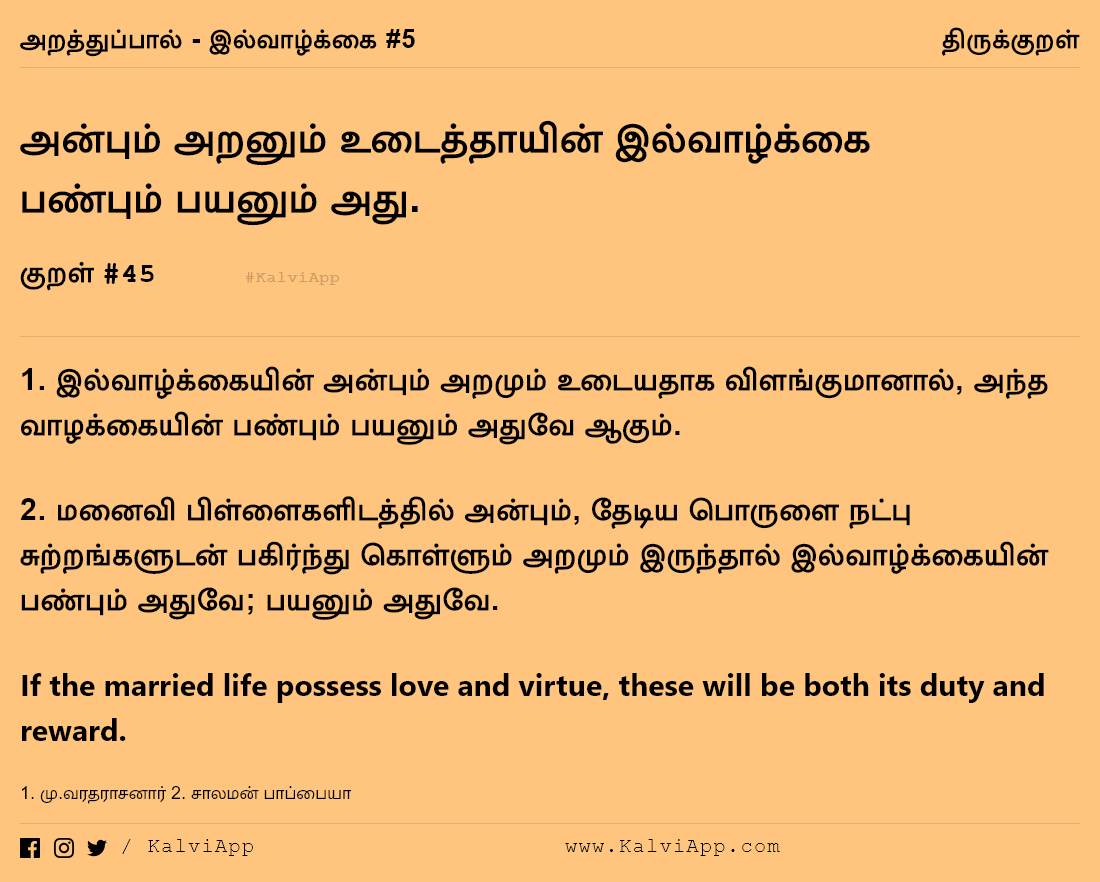 அறத்துப்பால் - இல்வாழ்க்கை #5
திருக்குறள்
அன்பும் அறனும் உடைத்தாயின் இல்வாழ்க்கை
பண்பும் பயனும் அது.
குறள் #45
#KalviApp
1. இல்வாழ்க்கையின் அன்பும் அறமும் உடையதாக விளங்குமானால், அந்த
வாழக்கையின் பண்பும் பயனும் அதுவே ஆகும்.
2. மனைவி பிள்ளைகளிடத்தில் அன்பும், தேடிய பொருளை நட்பு
சுற்றங்களுடன் பகிர்ந்து கொள்ளும் அறமும் இருந்தால் இல்வாழ்க்கையின்
பண்பும் அதுவே; பயனும் அதுவே.
If the married life possess love and virtue, these will be both its duty and
reward.
1. மு.வரதராசனார் 2. சாலமன் பாப்பையா
/ KalviApp
www.KalviApp.com